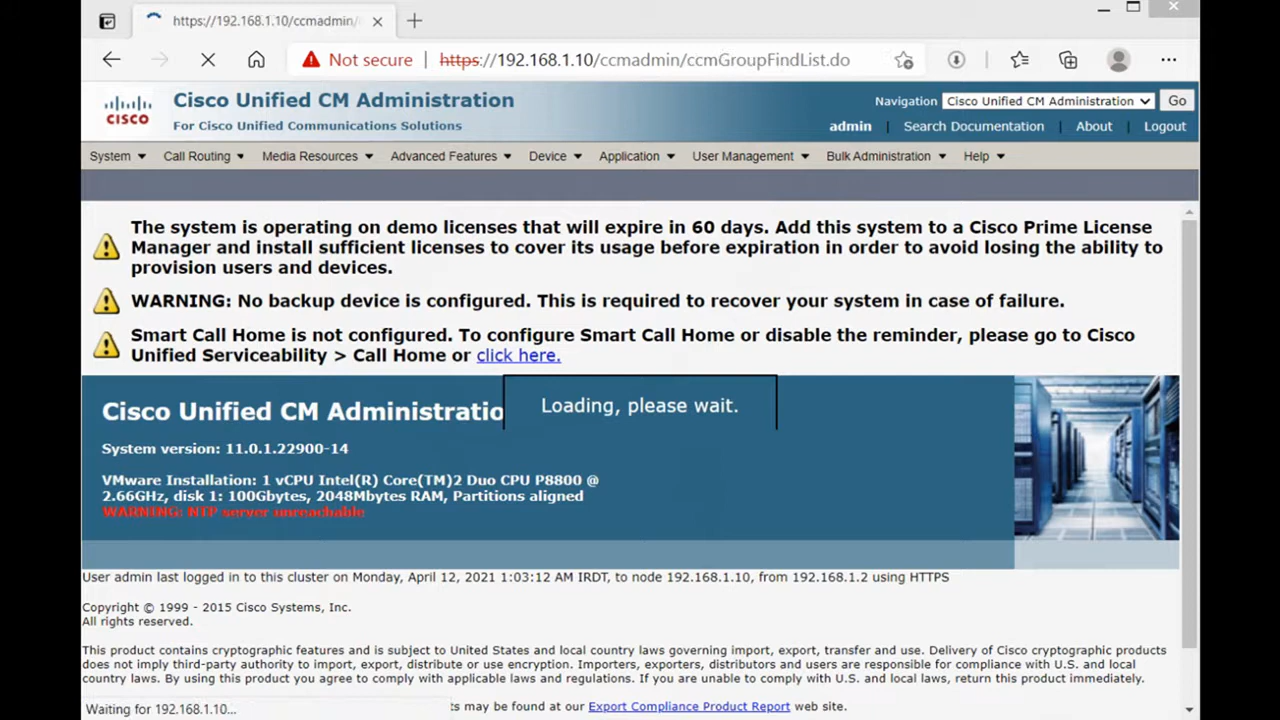 https://192.168.1.10/ccmadmin/
Not secure | https://192.168.1.10/ccmadmin/ccmGroupFindList.do
Cisco Unified CM Administration
For Cisco Unified Communications Solutions
CISCO
Navigation Cisco Unified CM Administration Go
admin | Search Documentation | About | Logout
System Call Routing Media Resources Advanced Features Device Application User Management Bulk Administration Help
The system is operating on demo licenses that will expire in 60 days. Add this system to a Cisco Prime License
Manager and install sufficient licenses to cover its usage before expiration in order to avoid losing the ability to
provision users and devices.
WARNING: No backup device is configured. This is required to recover your system in case of failure.
Smart Call Home is not configured. To configure Smart Call Home or disable the reminder, please go to Cisco
Unified Serviceability > Call Home or click here.
Cisco Unified CM Administratio
Loading, please wait.
System version: 11.0.1.22900-14
VMware Installation: 1 vCPU Intel(R) Core(TM)2 Duo CPU P8800 @
2.66GHz, disk 1: 100Gbytes, 2048Mbytes RAM, Partitions aligned
WARNING: NTP server unreachable
User admin last logged in to this cluster on Monday, April 12, 2021 1:03:12 AM IRDT, to node 192.168.1.10, from 192.168.1.2 using HTTPS
Copyright © 1999 - 2015 Cisco Systems, Inc.
All rights reserved.
This product contains cryptographic features and is subject to United States and local country laws governing import, export, transfer and use. Delivery of Cisco cryptographic products
does not imply third-party authority to import, export, distribute or use encryption. Importers, exporters, distributors and users are responsible for compliance with U.S. and local
country laws. By using this product you agree to comply with applicable laws and regulations. If you are unable to comply with U.S. and local laws, return this product immediately.
Waiting for 192.168.1.10...
ts may be found at our Export Compliance Product Report web site.